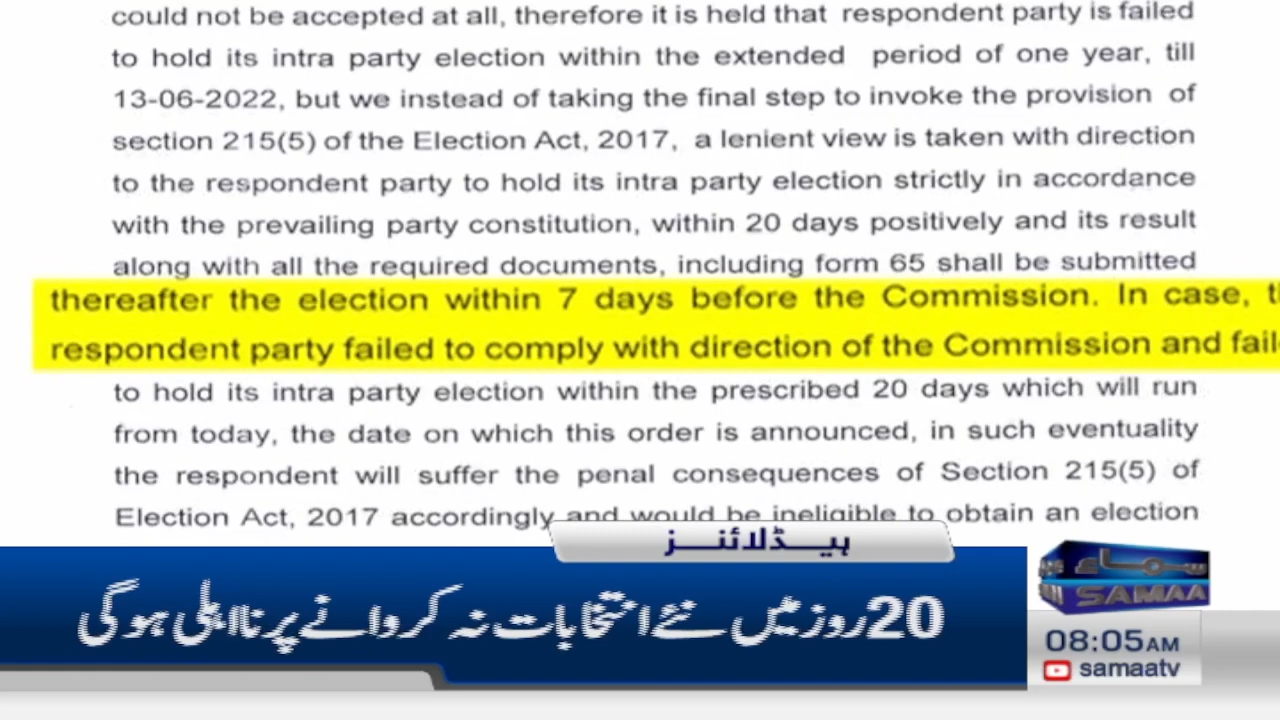 could not be accepted at all, therefore it is held that respondent party is failed
to hold its intra party election within the extended period of one year, till
13-06-2022, but we instead of taking the final step to invoke the provision of
section 215(5) of the Election Act, 2017, a lenient view is taken with direction
to the respondent party to hold its intra party election strictly in accordance
with the prevailing party constitution, within 20 days positively and its result
along with all the required documents, including form 65 shall be submitted
thereafter the election within 7 days before the Commission. In case,
respondent party failed to comply with direction of the Commission and
to hold its intra party election within the prescribed 20 days which will run
from today, the date on which this order is announced, in such eventuality
the respondent will suffer the penal consequences of Section 215(5) of
Election Act, 2017 accordingly and would be ineligible to obtain an election
ہیڈلائنز
20 روز میں نئے انتخابات نہ کروانے پر نااہلی ہوگی
سماء
SAMAA
08:05AM
samaatv